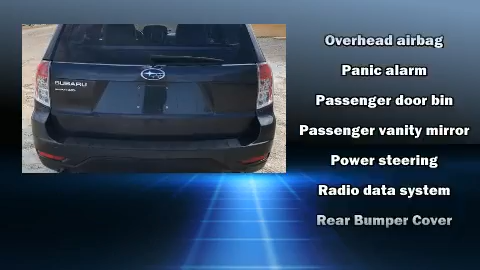 Overhead airbag
Panic alarm
Passenger door bin
Passenger vanity mirror
Power steering
Radio data system
Rear Bumper Cover
SUBARU